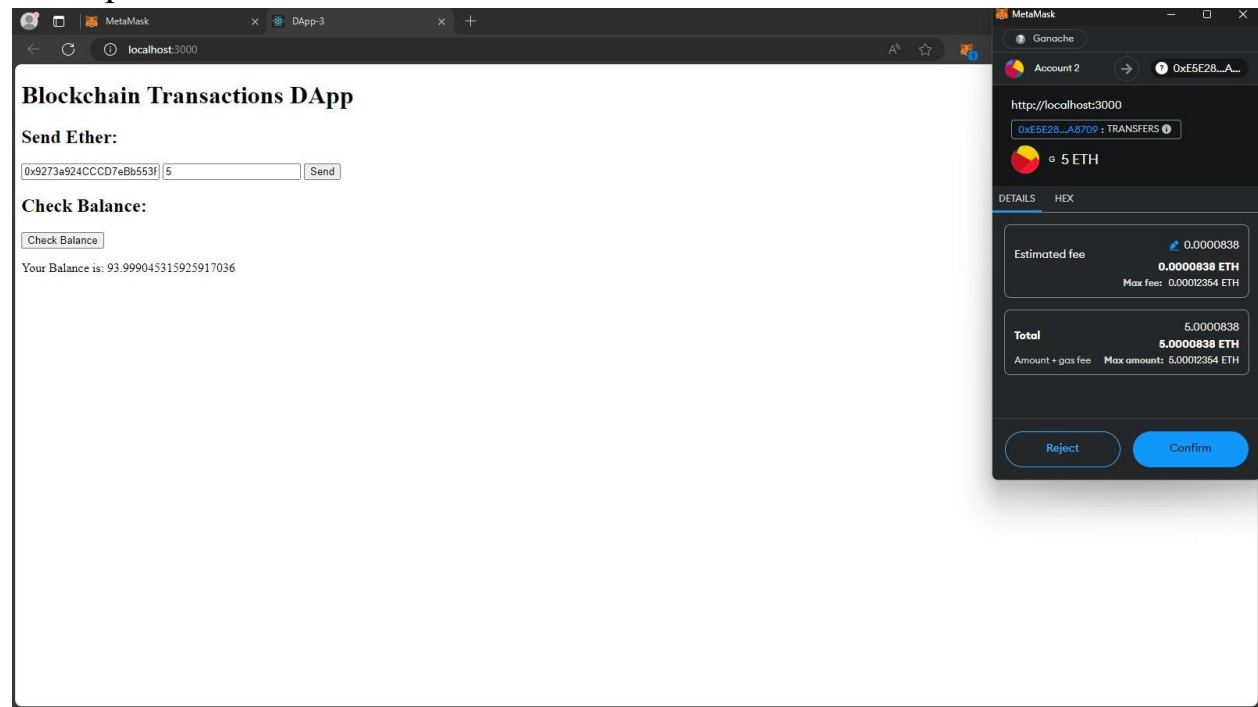 MetaMask
DApp-3
localhost:3000
Blockchain Transactions DApp
Send Ether:
0x9273a924CCCD7eBb553f 5 Send
Check Balance:
Check Balance
Your Balance is: 93.999045315925917036
MetaMask
Ganache
Account 2
0xE5E28...A...
http://localhost:3000
0xE5E28...A8709 : TRANSFERS
G 5 ETH
DETAILS HEX
Estimated fee 0.0000838
0.0000838 ETH
Max fee: 0.00012354 ETH
Total 5.0000838
5.0000838 ETH
Amount + gas fee Max amount: 5.00012354 ETH
Reject Confirm